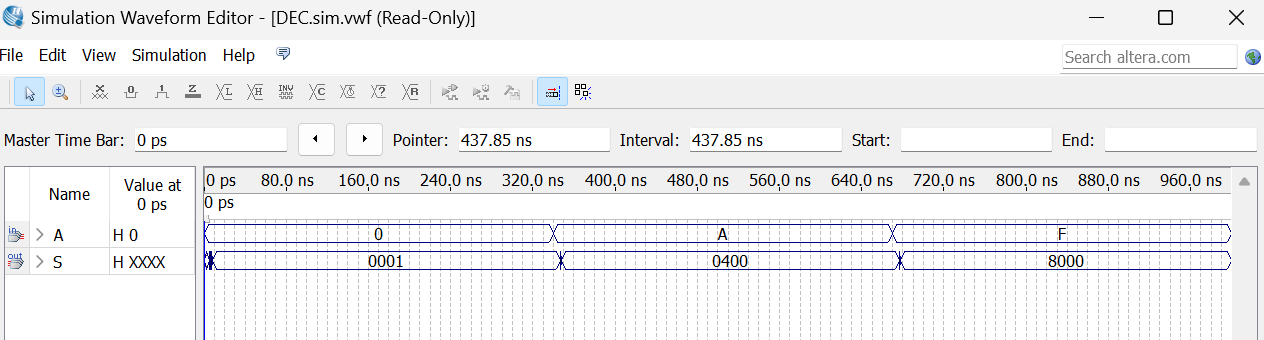 Simulation Waveform Editor - [DEC.sim.vwf (Read-Only)]
File Edit View Simulation Help
Search altera.com
Master Time Bar: 0 ps Pointer: 437.85 ns Interval: 437.85 ns Start: End:
Name Value at 0 ps
0 ps 80.0 ns 160.0 ns 240.0 ns 320.0 ns 400.0 ns 480.0 ns 560.0 ns 640.0 ns 720.0 ns 800.0 ns 880.0 ns 960.0 ns
0 ps
in A H 0 0 A F
out S H XXXX 0001 0400 8000